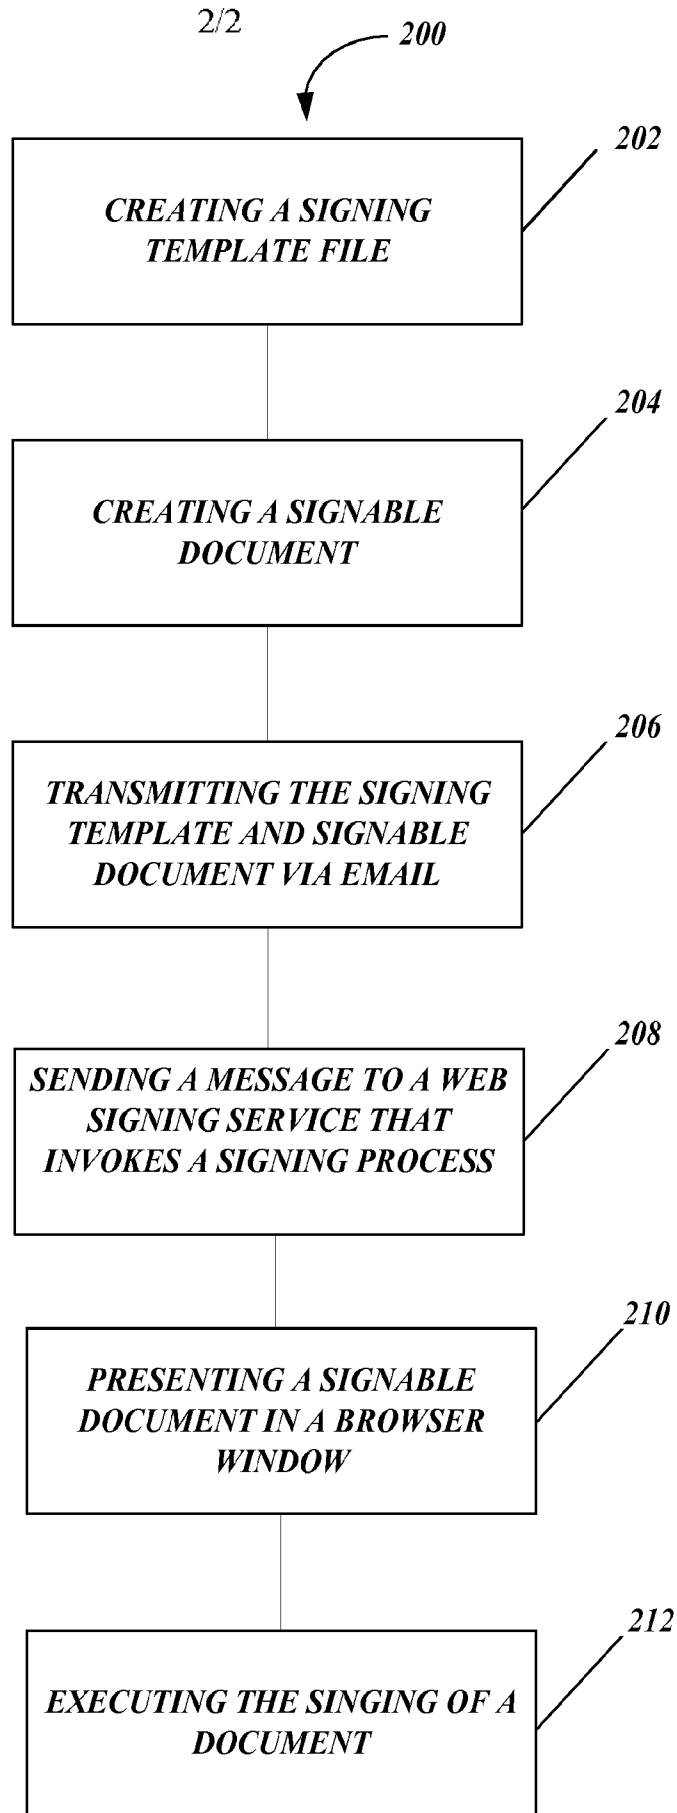 2/2
200
202
CREATING A SIGNING
TEMPLATE FILE
204
CREATING A SIGNABLE
DOCUMENT
206
TRANSMITTING THE SIGNING
TEMPLATE AND SIGNABLE
DOCUMENT VIA EMAIL
208
SENDING A MESSAGE TO A WEB
SIGNING SERVICE THAT
INVOKES A SIGNING PROCESS
210
PRESENTING A SIGNABLE
DOCUMENT IN A BROWSER
WINDOW
212
EXECUTING THE SINGING OF A
DOCUMENT